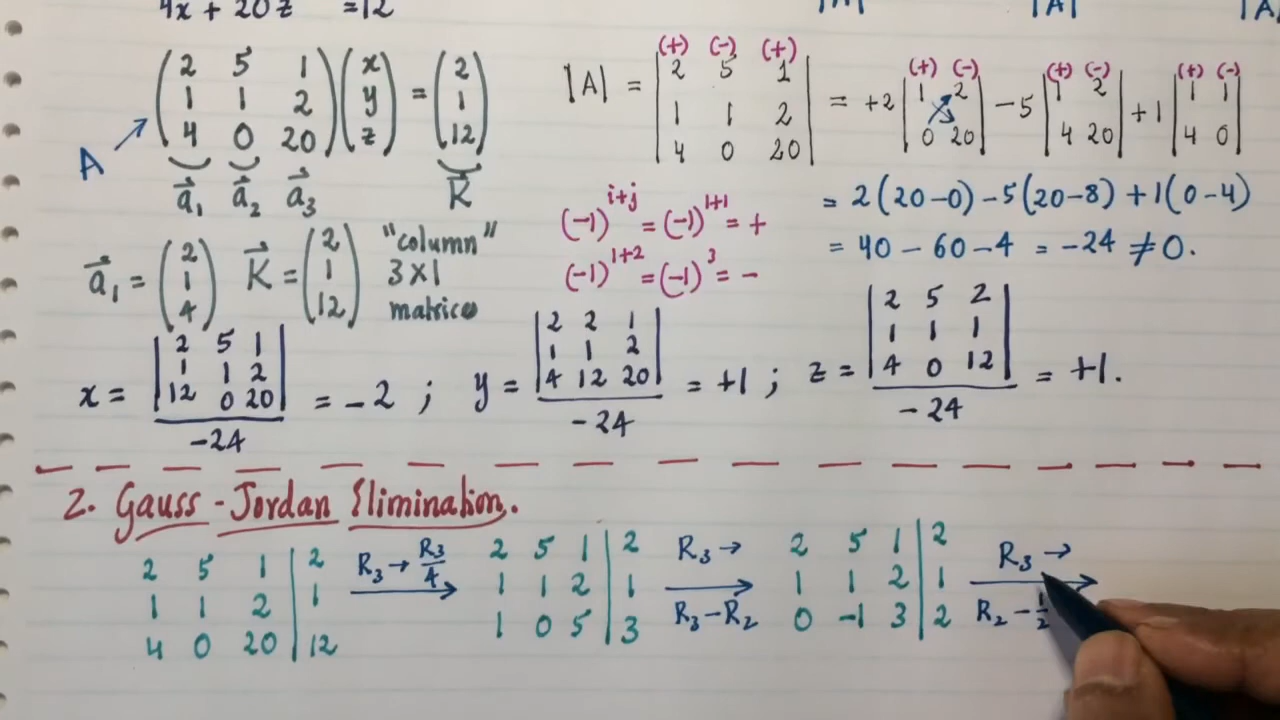 4x + 20z = 12
|A| |A| |A
(2 5 1) (x) (2)
(1 1 2) (y) = (1)
(4 0 20) (z) (12)
A → a⃗₁ a⃗₂ a⃗₃ K⃗
a⃗₁ = (2 1 4) K⃗ = (2 1 12) "column" 3×1 matrices
(+) (-) (+) (+) (-) (+) (-) (+) (-)
|A| = |2 5 1; 1 1 2; 4 0 20| = +2 |1 2; 0 20| -5 |1 2; 4 20| +1 |1 1; 4 0|
= 2(20-0) - 5(20-8) + 1(0-4)
= 40 - 60 - 4 = -24 ≠ 0.
(-1)^{i+j} = (-1)^{1+1} = +
(-1)^{1+2} = (-1)^3 = -
x = |2 5 1; 1 1 2; 12 0 20| / -24 = -2 ; y = |2 2 1; 1 1 2; 4 12 20| / -24 = +1 ; z = |2 5 2; 1 1 1; 4 0 12| / -24 = +1.
2. Gauss-Jordan Elimination.
2 5 1 | 2 R₃ → R₃/4 2 5 1 | 2 R₃ → 2 5 1 | 2 R₃ →
1 1 2 | 1 1 1 2 | 1 R₃ - R₂ 1 1 2 | 1 R₂ - 1/2
4 0 20 | 12 1 0 5 | 3 0 -1 3 | 2